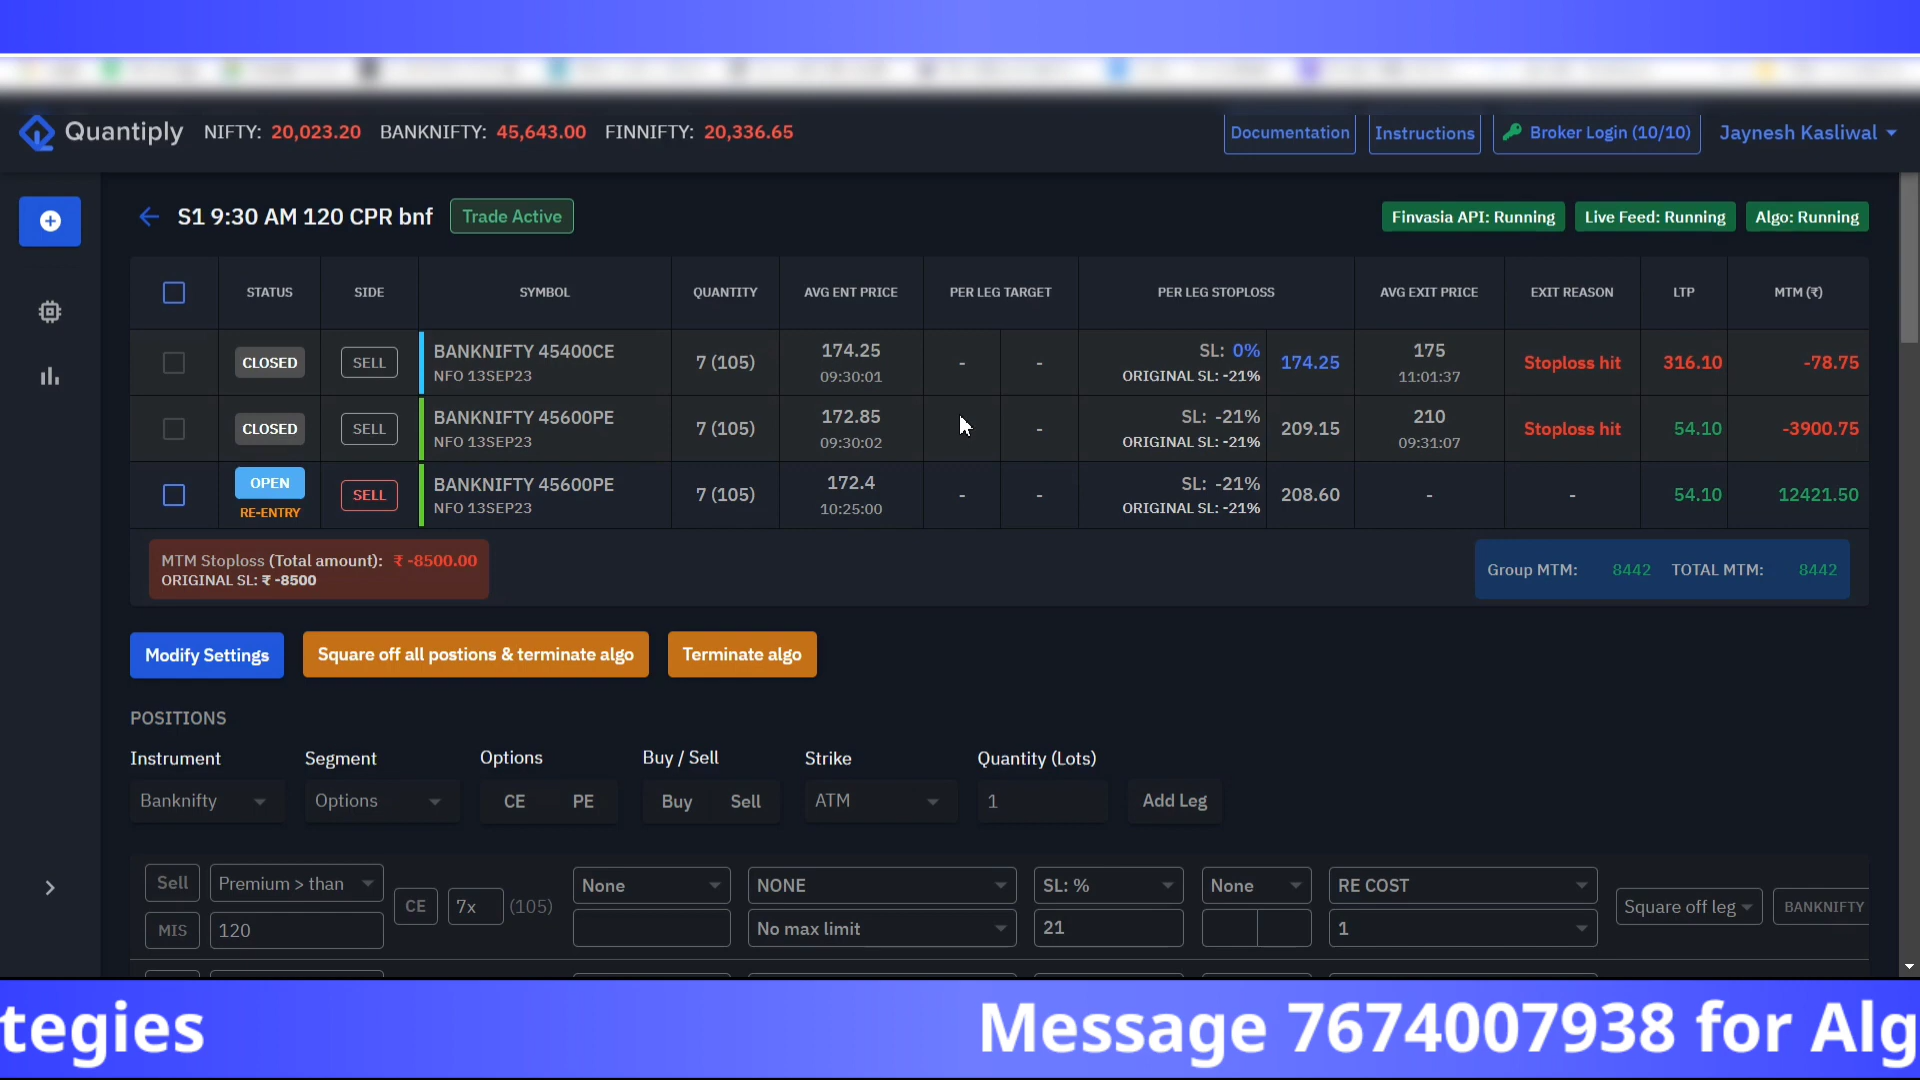 Quantiply NIFTY: 20,023.20 BANKNIFTY: 45,643.00 FINNIFTY: 20,336.65 Documentation Instructions Broker Login (10/10) Jaynesh Kasliwal
S1 9:30 AM 120 CPR bnf Trade Active Finvasia API: Running Live Feed: Running Algo: Running
STATUS SIDE SYMBOL QUANTITY AVG ENT PRICE PER LEG TARGET PER LEG STOPLOSS AVG EXIT PRICE EXIT REASON LTP MTM (₹)
CLOSED SELL BANKNIFTY 45400CE 7 (105) 174.25 - - SL: 0% 174.25 175 Stoploss hit 316.10 -78.75
NFO 13SEP23 09:30:01 ORIGINAL SL: -21% 11:01:37
CLOSED SELL BANKNIFTY 45600PE 7 (105) 172.85 - SL: -21% 209.15 210 Stoploss hit 54.10 -3900.75
NFO 13SEP23 09:30:02 ORIGINAL SL: -21% 09:31:07
OPEN SELL BANKNIFTY 45600PE 7 (105) 172.4 - - SL: -21% 208.60 - - 54.10 12421.50
RE-ENTRY NFO 13SEP23 10:25:00 ORIGINAL SL: -21%
MTM Stoploss (Total amount): ₹ -8500.00
ORIGINAL SL: ₹ -8500
Group MTM: 8442 TOTAL MTM: 8442
Modify Settings Square off all postions & terminate algo Terminate algo
POSITIONS
Instrument Segment Options Buy / Sell Strike Quantity (Lots)
Banknifty Options CE PE Buy Sell ATM 1 Add Leg
Sell Premium > than CE 7x (105) None NONE SL: % None RE COST Square off leg BANKNIFTY
MIS 120 No max limit 21 1
tegies Message 7674007938 for Alg